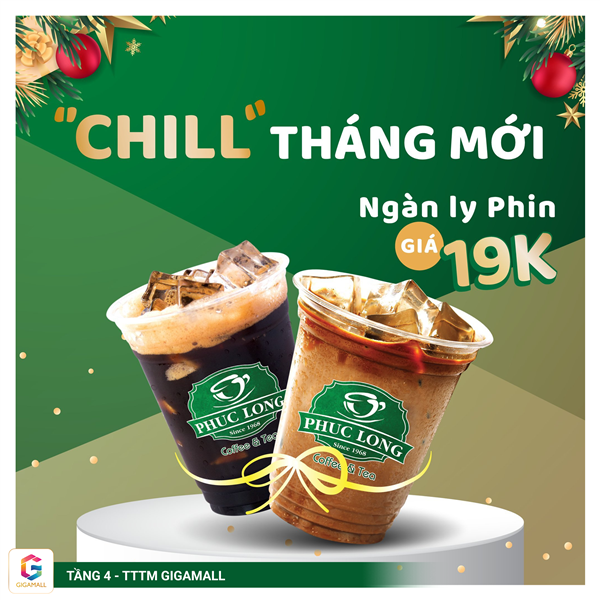 "CHILL" THÁNG MỚI
Ngàn ly Phin
GIÁ 19K
PHUC LONG
Since 1968
Coffee & Tea
PHUC LONG
Since 1968
Coffee & Tea
GIGAMALL
TẦNG 4 - TTTM GIGAMALL